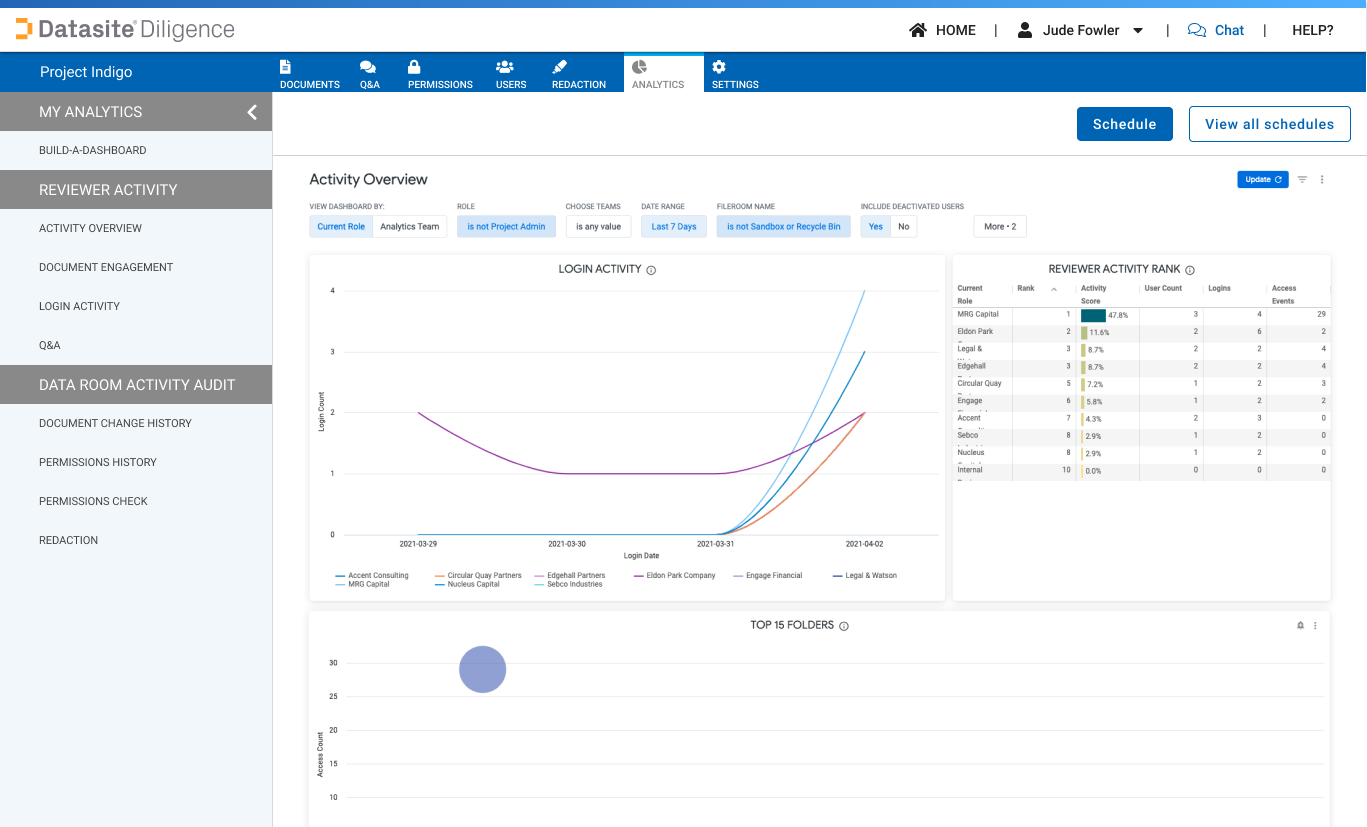 Datasite® Diligence
HOME | Jude Fowler | Chat | HELP?
Project Indigo
DOCUMENTS Q&A PERMISSIONS USERS REDACTION ANALYTICS SETTINGS
MY ANALYTICS
BUILD-A-DASHBOARD
REVIEWER ACTIVITY
ACTIVITY OVERVIEW
DOCUMENT ENGAGEMENT
LOGIN ACTIVITY
Q&A
DATA ROOM ACTIVITY AUDIT
DOCUMENT CHANGE HISTORY
PERMISSIONS HISTORY
PERMISSIONS CHECK
REDACTION
Schedule View all schedules
Activity Overview
Update
VIEW DASHBOARD BY: ROLE CHOOSE TEAMS DATE RANGE FILEROOM NAME INCLUDE DEACTIVATED USERS
Current Role Analytics Team is not Project Admin is any value Last 7 Days is not Sandbox or Recycle Bin Yes No More • 2
LOGIN ACTIVITY
4
3
2
1
0
Login Count
2021-03-29 2021-03-30 2021-03-31 2021-04-02
Login Date
Accent Consulting Circular Quay Partners Edgehall Partners Eldon Park Company Engage Financial Legal & Watson
MRG Capital Nucleus Capital Sebco Industries
REVIEWER ACTIVITY RANK
Current Role Rank Activity Score User Count Logins Access Events
MRG Capital 1 47.8% 3 4 29
Eldon Park 2 11.6% 2 6 2
Legal & 3 8.7% 2 2 4
Edgehall 3 8.7% 2 2 4
Circular Quay 5 7.2% 1 2 3
Engage 6 5.8% 1 2 2
Accent 7 4.3% 2 3 0
Sebco 8 2.9% 1 2 0
Nucleus 8 2.9% 1 2 0
Internal 10 0.0% 0 0 0
TOP 15 FOLDERS
30
25
20
15
10
Access Count